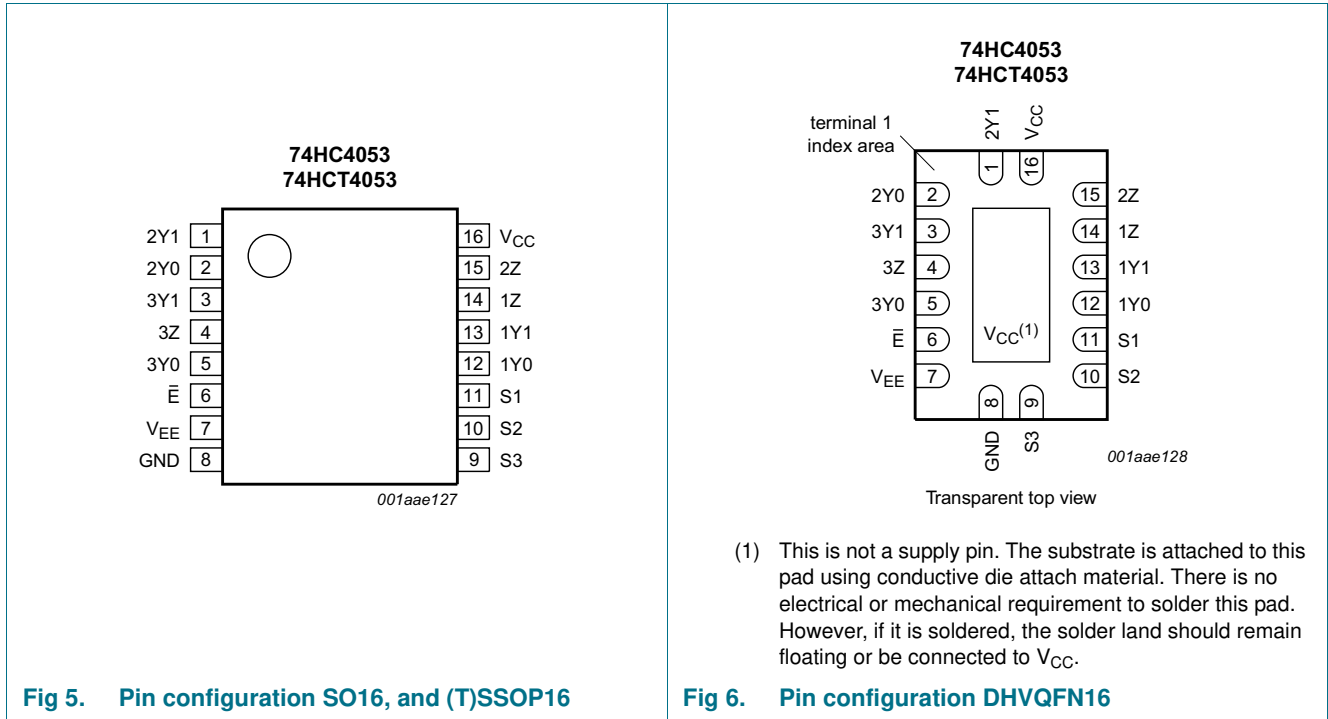 74HC4053
74HCT4053
2Y1 1
2Y0 2
3Y1 3
3Z 4
3Y0 5
E̅ 6
VEE 7
GND 8
16 VCC
15 2Z
14 1Z
13 1Y1
12 1Y0
11 S1
10 S2
9 S3
001aae127
Fig 5. Pin configuration SO16, and (T)SSOP16
74HC4053
74HCT4053
terminal 1
index area
2Y1
VCC
1
16
2Y0 2
3Y1 3
3Z 4
3Y0 5
E̅ 6
VEE 7
VCC(1)
15 2Z
14 1Z
13 1Y1
12 1Y0
11 S1
10 S2
8
9
GND
S3
001aae128
Transparent top view
(1) This is not a supply pin. The substrate is attached to this
pad using conductive die attach material. There is no
electrical or mechanical requirement to solder this pad.
However, if it is soldered, the solder land should remain
floating or be connected to VCC.
Fig 6. Pin configuration DHVQFN16